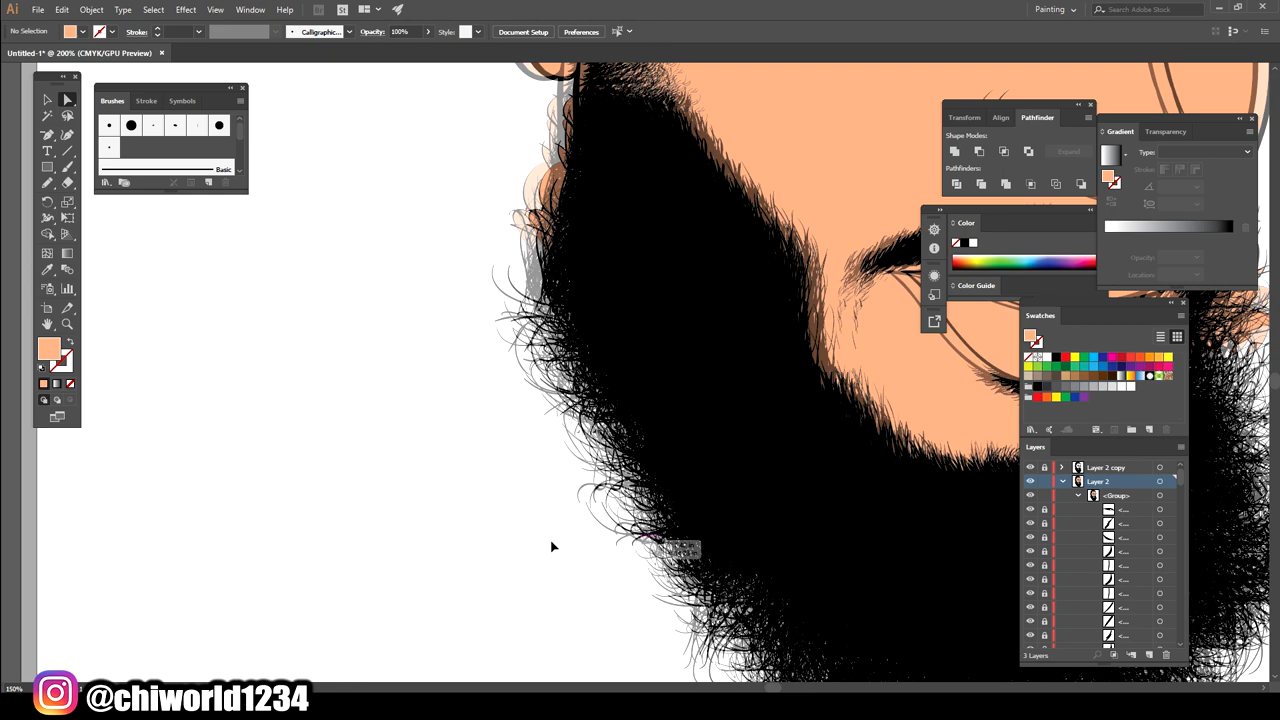 Ai File Edit Object Type Select Effect View Window Help Br St Painting Search Adobe Stock
No Selection Stroke: Calligraphic... Opacity: 100% Style: Document Setup Preferences
Untitled-1* @ 200% (CMYK/GPU Preview) ×
Brushes Stroke Symbols
Basic
Transform Align Pathfinder
Shape Modes:
Expand
Pathfinders:
Gradient Transparency
Type:
Stroke:
Opacity:
Location:
Color
Color Guide
Swatches
Layers
Layer 2 copy
Layer 2
<Group>
<...
<...
<...
<...
<...
<...
<...
<...
<...
<...
3 Layers
150%
@chiworld1234